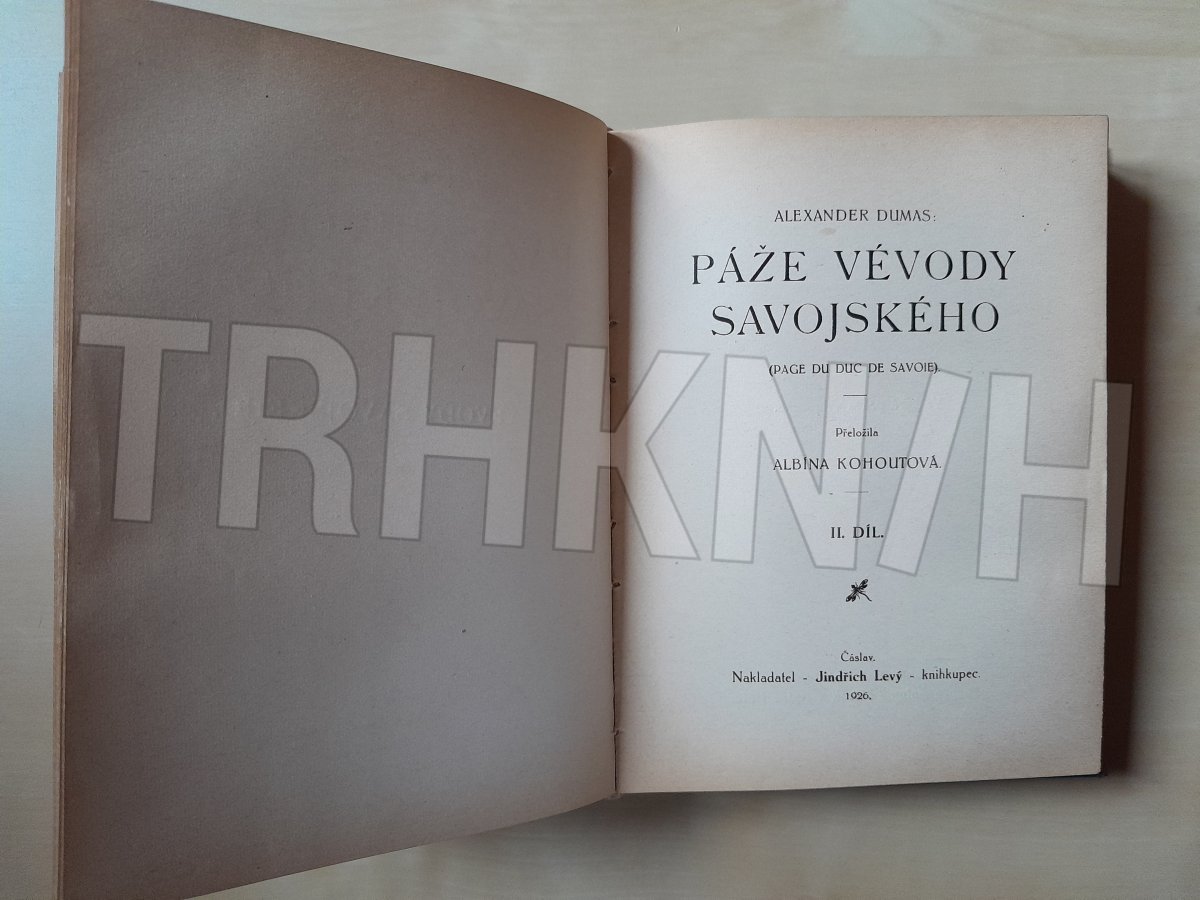 ALEXANDER DUMAS:
PÁŽE VÉVODY
SAVOJSKÉHO
(PAGE DU DUC DE SAVOIE).
Přeložila
ALBÍNA KOHOUTOVÁ.
II. DÍL.
Čáslav.
Nakladatel - Jindřich Levý - knihkupec.
1926.
TRHKNIH